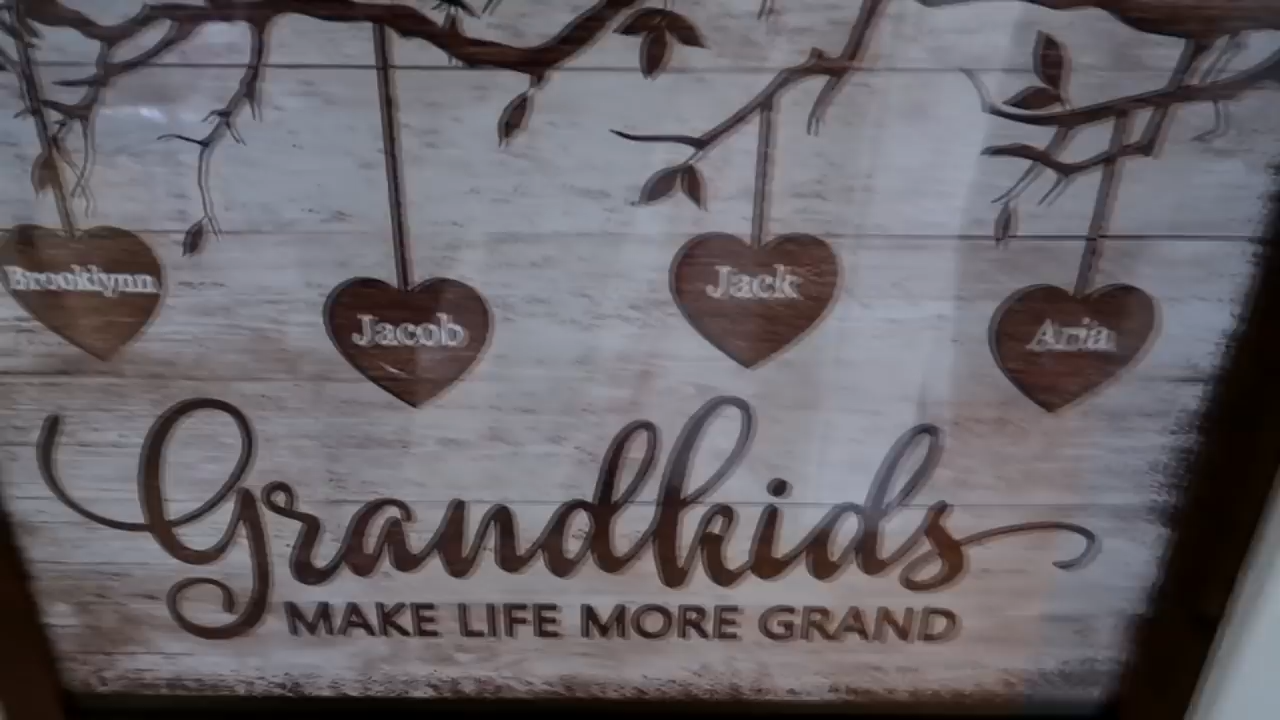 Brooklynn
Jacob
Jack
Aria
Grandkids
MAKE LIFE MORE GRAND